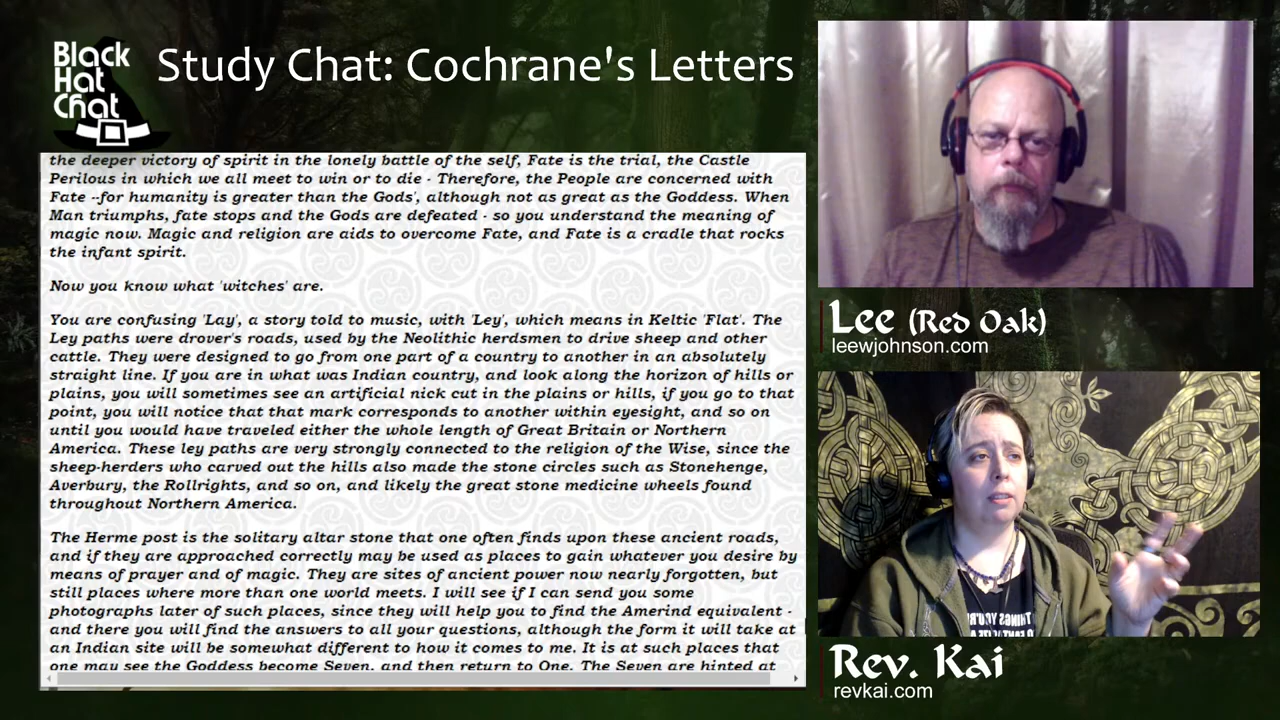 Black
Hat
Chat
Study Chat: Cochrane's Letters
the deeper victory of spirit in the lonely battle of the self, Fate is the trial, the Castle
Perilous in which we all meet to win or to die - Therefore, the People are concerned with
Fate --for humanity is greater than the Gods', although not as great as the Goddess. When
Man triumphs, fate stops and the Gods are defeated - so you understand the meaning of
magic now. Magic and religion are aids to overcome Fate, and Fate is a cradle that rocks
the infant spirit.
Now you know what 'witches' are.
You are confusing 'Lay', a story told to music, with 'Ley', which means in Keltic 'Flat'. The
Ley paths were drover's roads, used by the Neolithic herdsmen to drive sheep and other
cattle. They were designed to go from one part of a country to another in an absolutely
straight line. If you are in what was Indian country, and look along the horizon of hills or
plains, you will sometimes see an artificial nick cut in the plains or hills, if you go to that
point, you will notice that that mark corresponds to another within eyesight, and so on
until you would have traveled either the whole length of Great Britain or Northern
America. These ley paths are very strongly connected to the religion of the Wise, since the
sheep-herders who carved out the hills also made the stone circles such as Stonehenge,
Averbury, the Rollrights, and so on, and likely the great stone medicine wheels found
throughout Northern America.
The Herme post is the solitary altar stone that one often finds upon these ancient roads,
and if they are approached correctly may be used as places to gain whatever you desire by
means of prayer and of magic. They are sites of ancient power now nearly forgotten, but
still places where more than one world meets. I will see if I can send you some
photographs later of such places, since they will help you to find the Amerind equivalent -
and there you will find the answers to all your questions, although the form it will take at
an Indian site will be somewhat different to how it comes to me. It is at such places that
one may see the Goddess become Seven, and then return to One. The Seven are hinted at
Lee (Red Oak)
leewjohnson.com
Rev. Kai
revkai.com